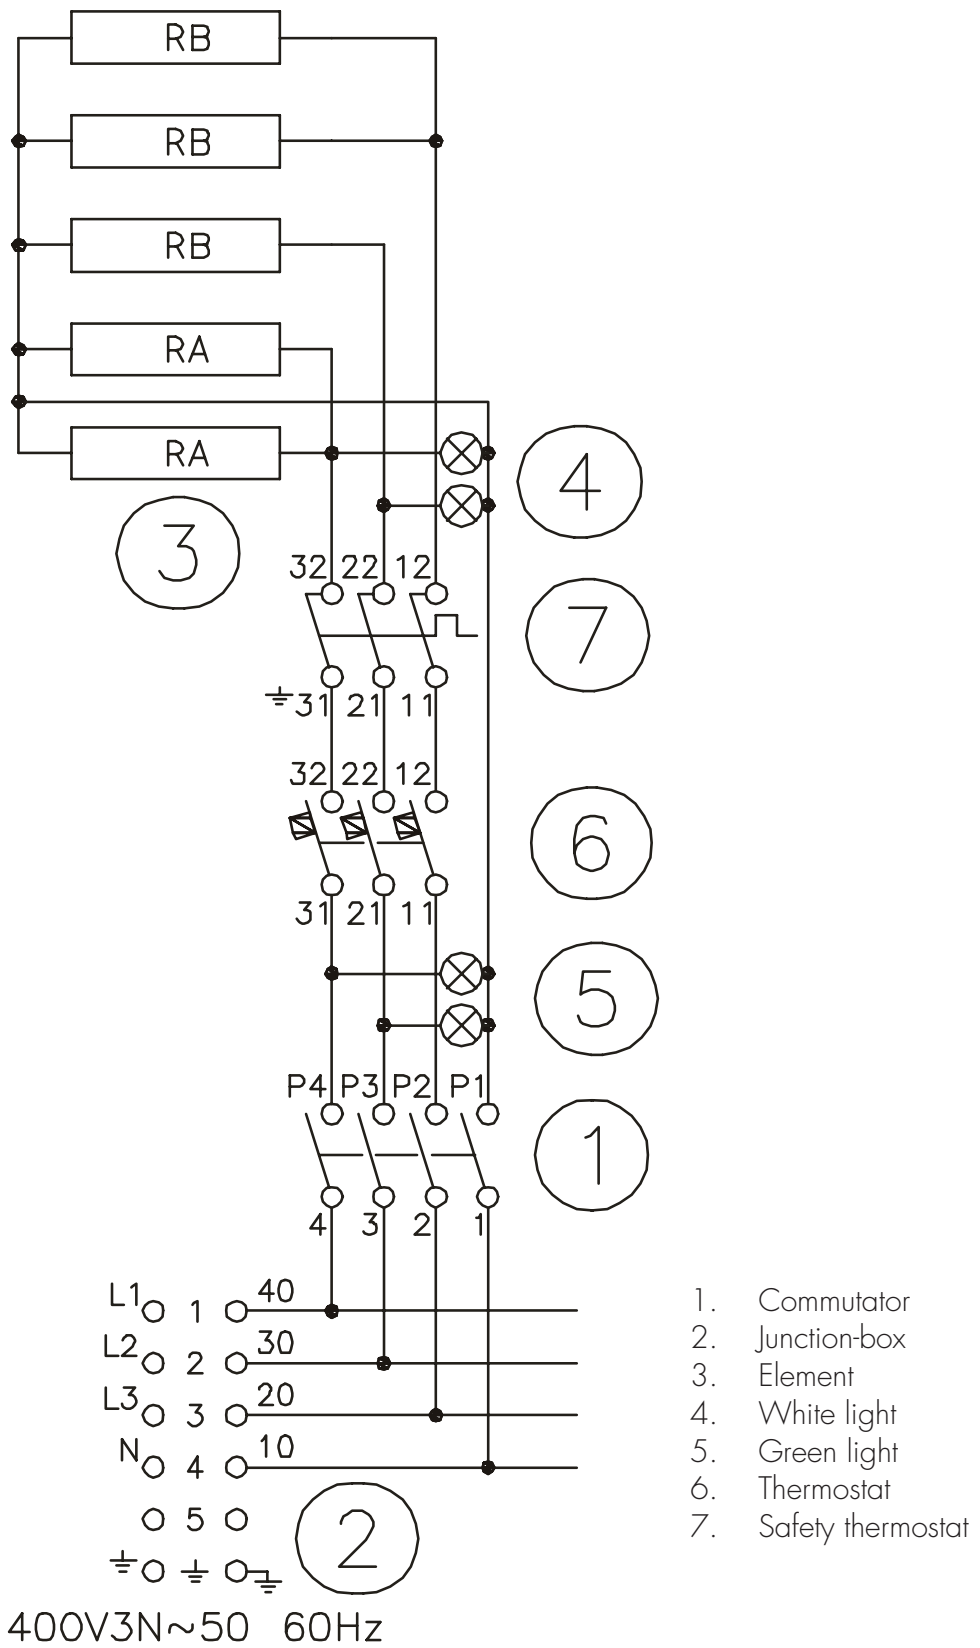 RB
RB
RB
RA
RA
4
3
32 22 12
7
31 21 11
32 22 12
6
31 21 11
5
P4 P3 P2 P1
1
4 3 2 1
L1 1 40
L2 2 30
L3 3 20
N 4 10
5
2
400V3N~50 60Hz
1. Commutator
2. Junction-box
3. Element
4. White light
5. Green light
6. Thermostat
7. Safety thermostat